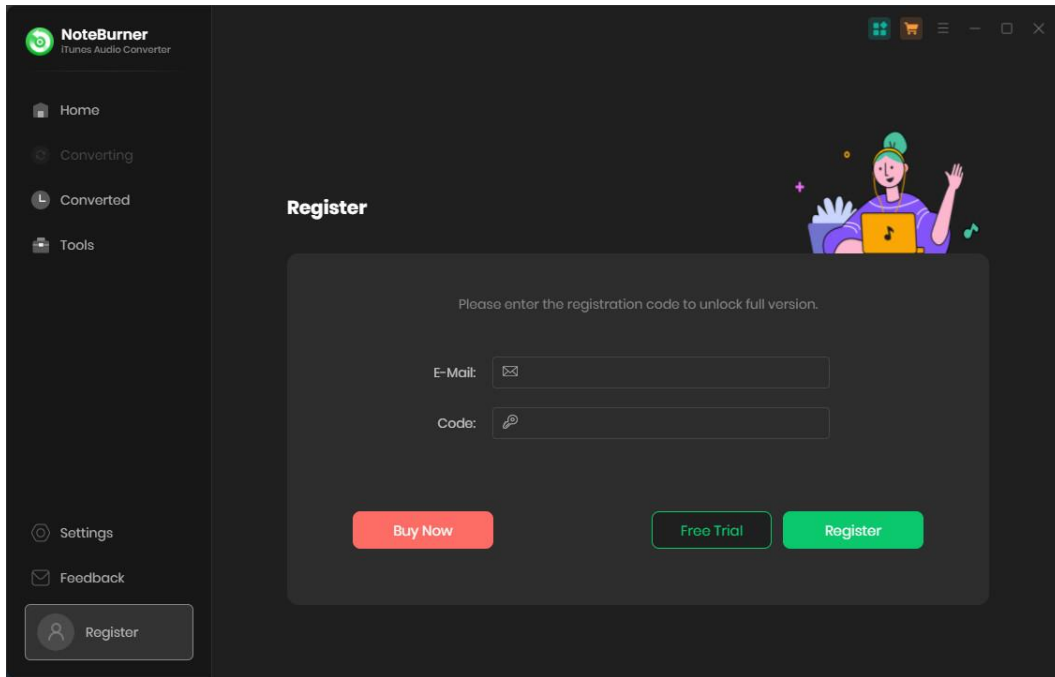 NoteBurner
iTunes Audio Converter
Home
Converting
Converted
Tools
Settings
Feedback
Register
Register
Please enter the registration code to unlock full version.
E-Mail:
Code:
Buy Now
Free Trial
Register